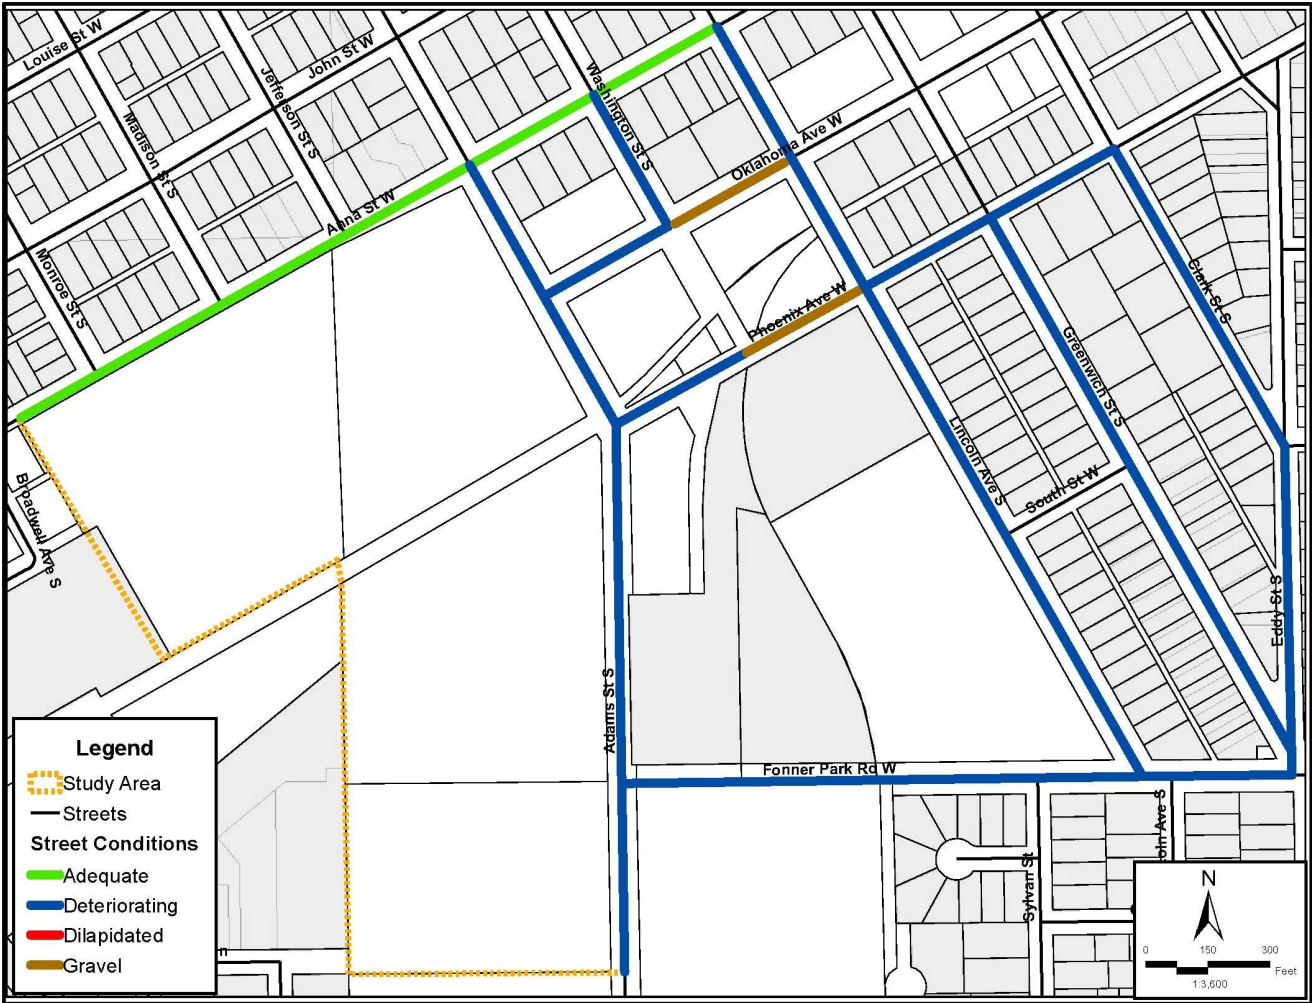 Louise St W
John St W
Jefferson St S
Madison St S
Washington St S
Oklahoma Ave W
Anna St W
Monroe St S
Clark St S
Phoenix Ave W
Greenwich St S
Lincoln Ave S
South St W
Broadwell Ave S
Eddy St S
Adams St S
Fonner Park Rd W
Sylvan St
oln Ave S
n
Legend
Study Area
Streets
Street Conditions
Adequate
Deteriorating
Dilapidated
Gravel
N
0 150 300
Feet
1:3,600